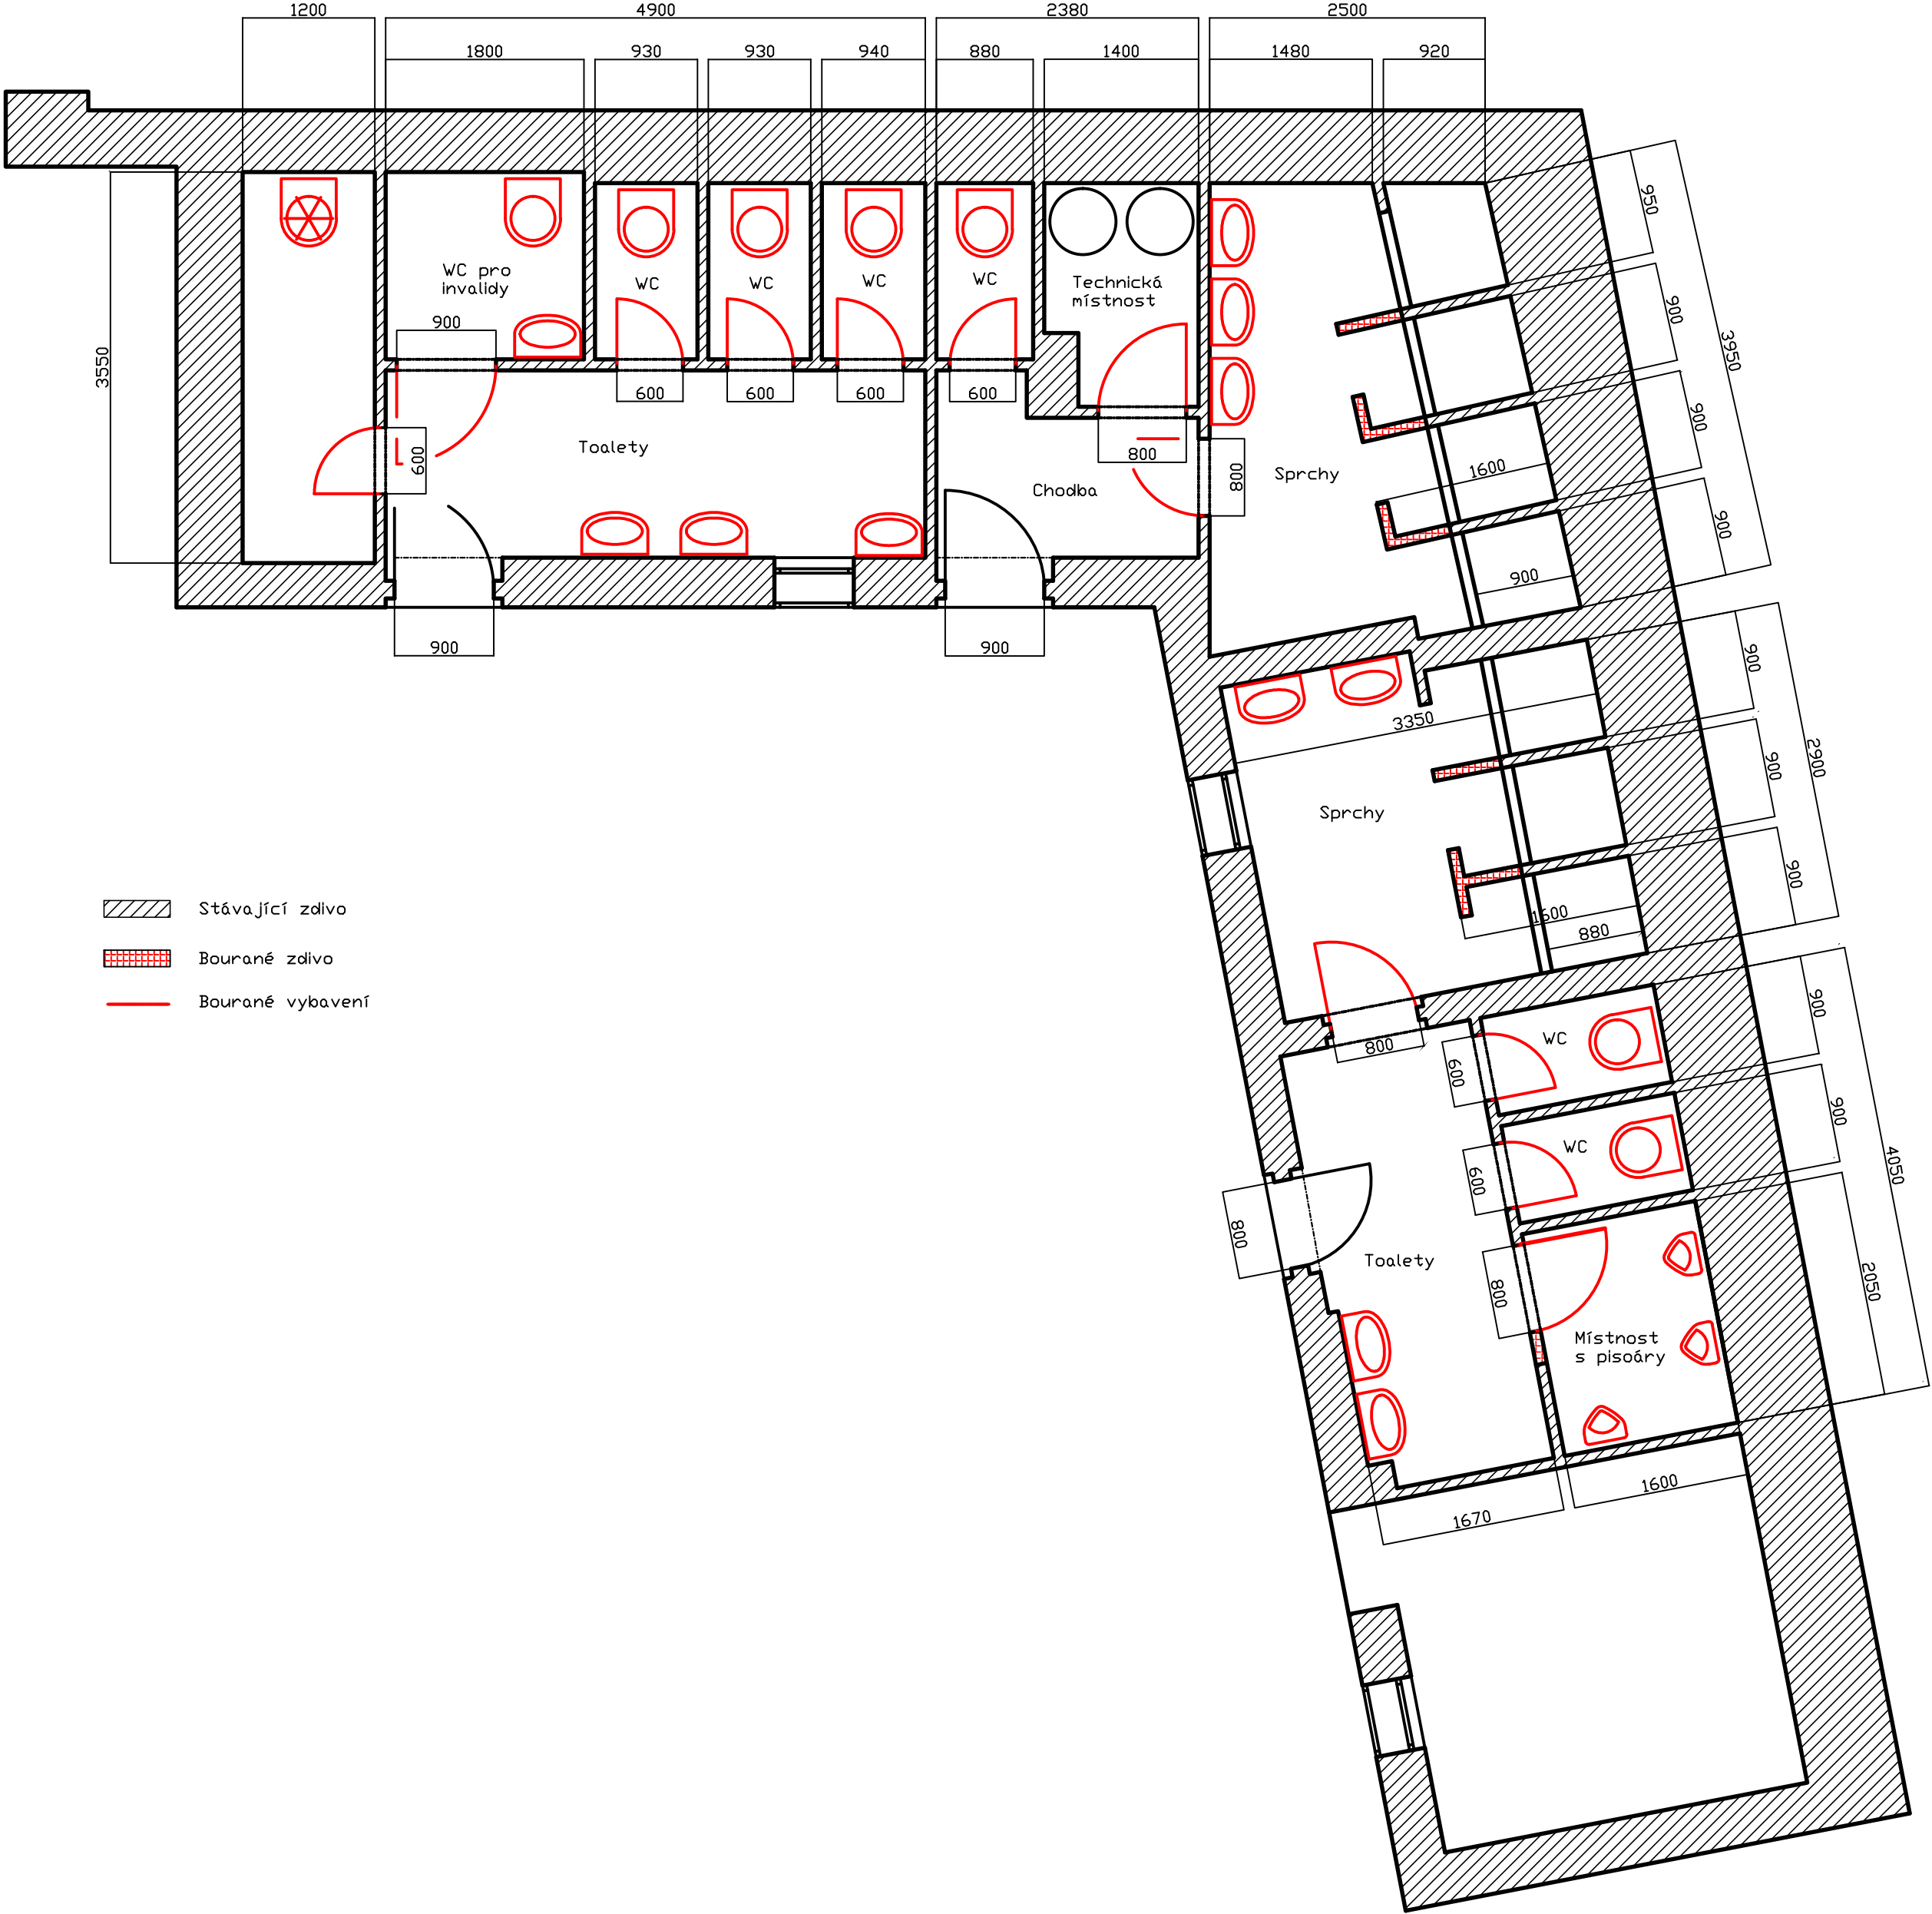 1200
4900
2380
2500
1800
930
930
940
880
1400
1480
920
950
900
3950
900
900
900
3550
WC pro
invalidy
WC
WC
WC
WC
Technická
místnost
900
600
600
600
600
600
800
800
Toalety
Chodba
Sprchy
1600
900
900
900
3350
900
900
900
2900
Sprchy
1600
880
Stávající zdivo
Bourané zdivo
Bourané vybavení
800
WC
600
900
WC
600
900
4050
800
Toalety
800
2050
Místnost
s pisoáry
1600
1670